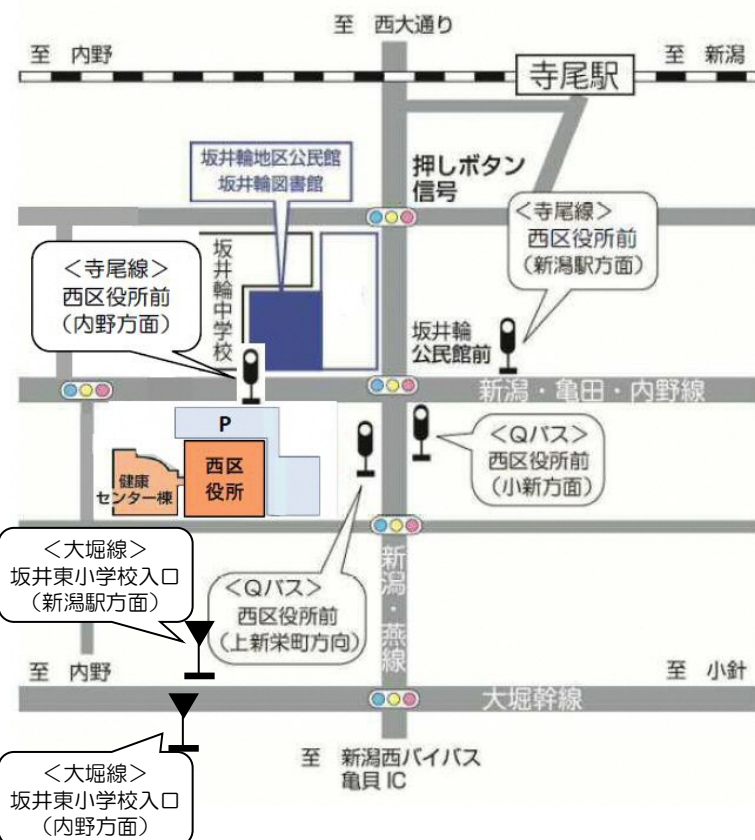 至 西大通り
至 内野
至 新潟
寺尾駅
坂井輪地区公民館
坂井輪図書館
押しボタン
信号
＜寺尾線＞
西区役所前
（新潟駅方面）
＜寺尾線＞
西区役所前
（内野方面）
坂井輪中学校
坂井輪
公民館前
新潟・亀田・内野線
P
西区
役所
健康
センター棟
＜Qバス＞
西区役所前
（小新方面）
＜大堀線＞
坂井東小学校入口
（新潟駅方面）
＜Qバス＞
西区役所前
（上新栄町方向）
新潟・燕線
至 内野
至 小針
大堀幹線
至 新潟西バイパス
亀貝 IC
＜大堀線＞
坂井東小学校入口
（内野方面）